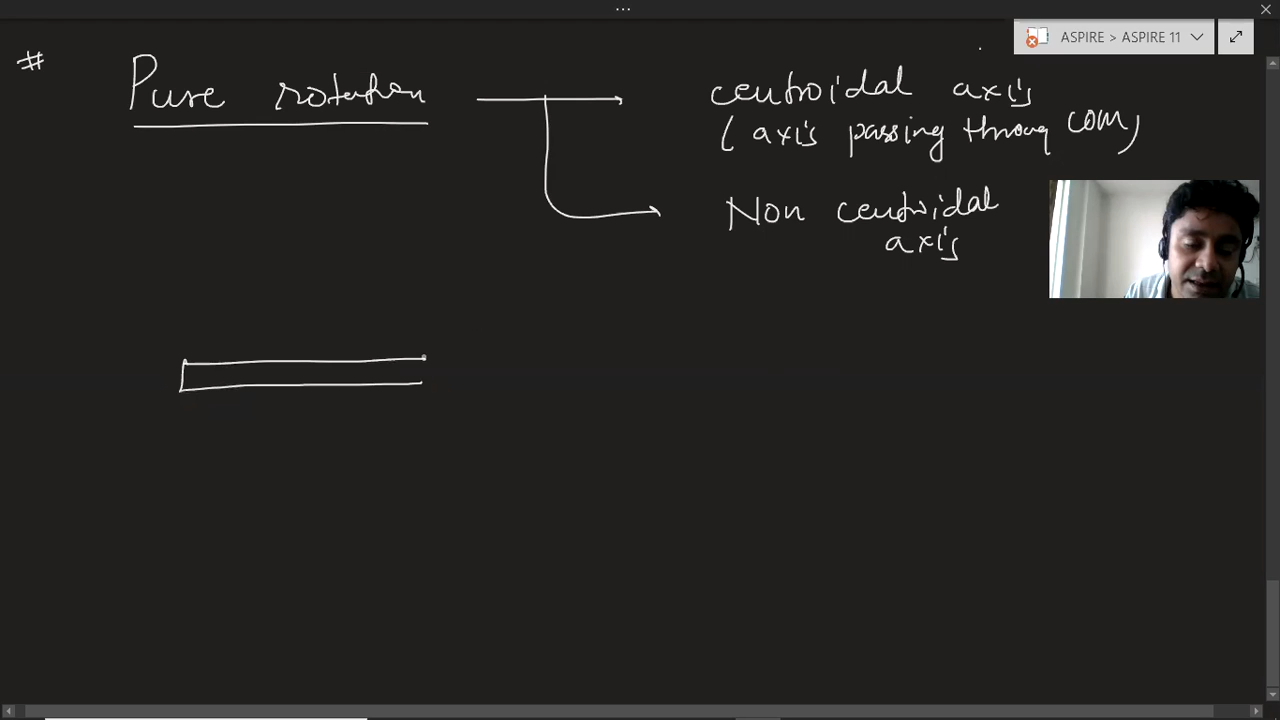 ASPIRE > ASPIRE 11
# Pure rotation
centroidal axis
(axis passing throug COM)
Non centroidal
axis